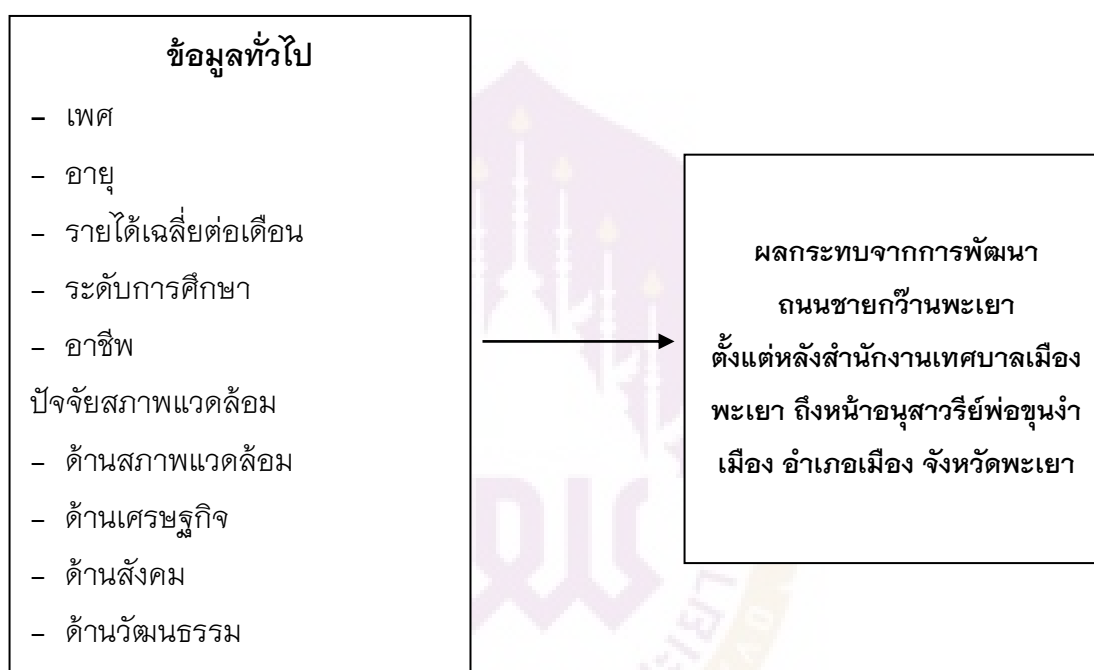 ข้อมูลทั่วไป
– เพศ
– อายุ
– รายได้เฉลี่ยต่อเดือน
– ระดับการศึกษา
– อาชีพ
ปัจจัยสภาพแวดล้อม
– ด้านสภาพแวดล้อม
– ด้านเศรษฐกิจ
– ด้านสังคม
– ด้านวัฒนธรรม
ผลกระทบจากการพัฒนา
ถนนชายกว๊านพะเยา
ตั้งแต่หลังสำนักงานเทศบาลเมือง
พะเยา ถึงหน้าอนุสาวรีย์พ่อขุนงำ
เมือง อำเภอเมือง จังหวัดพะเยา